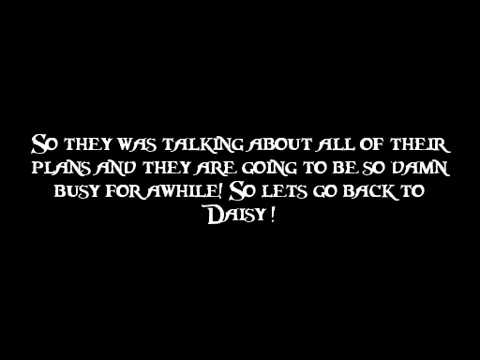 So they was talking about all of their
plans and they are going to be so damn
busy for awhile! So lets go back to
Daisy!